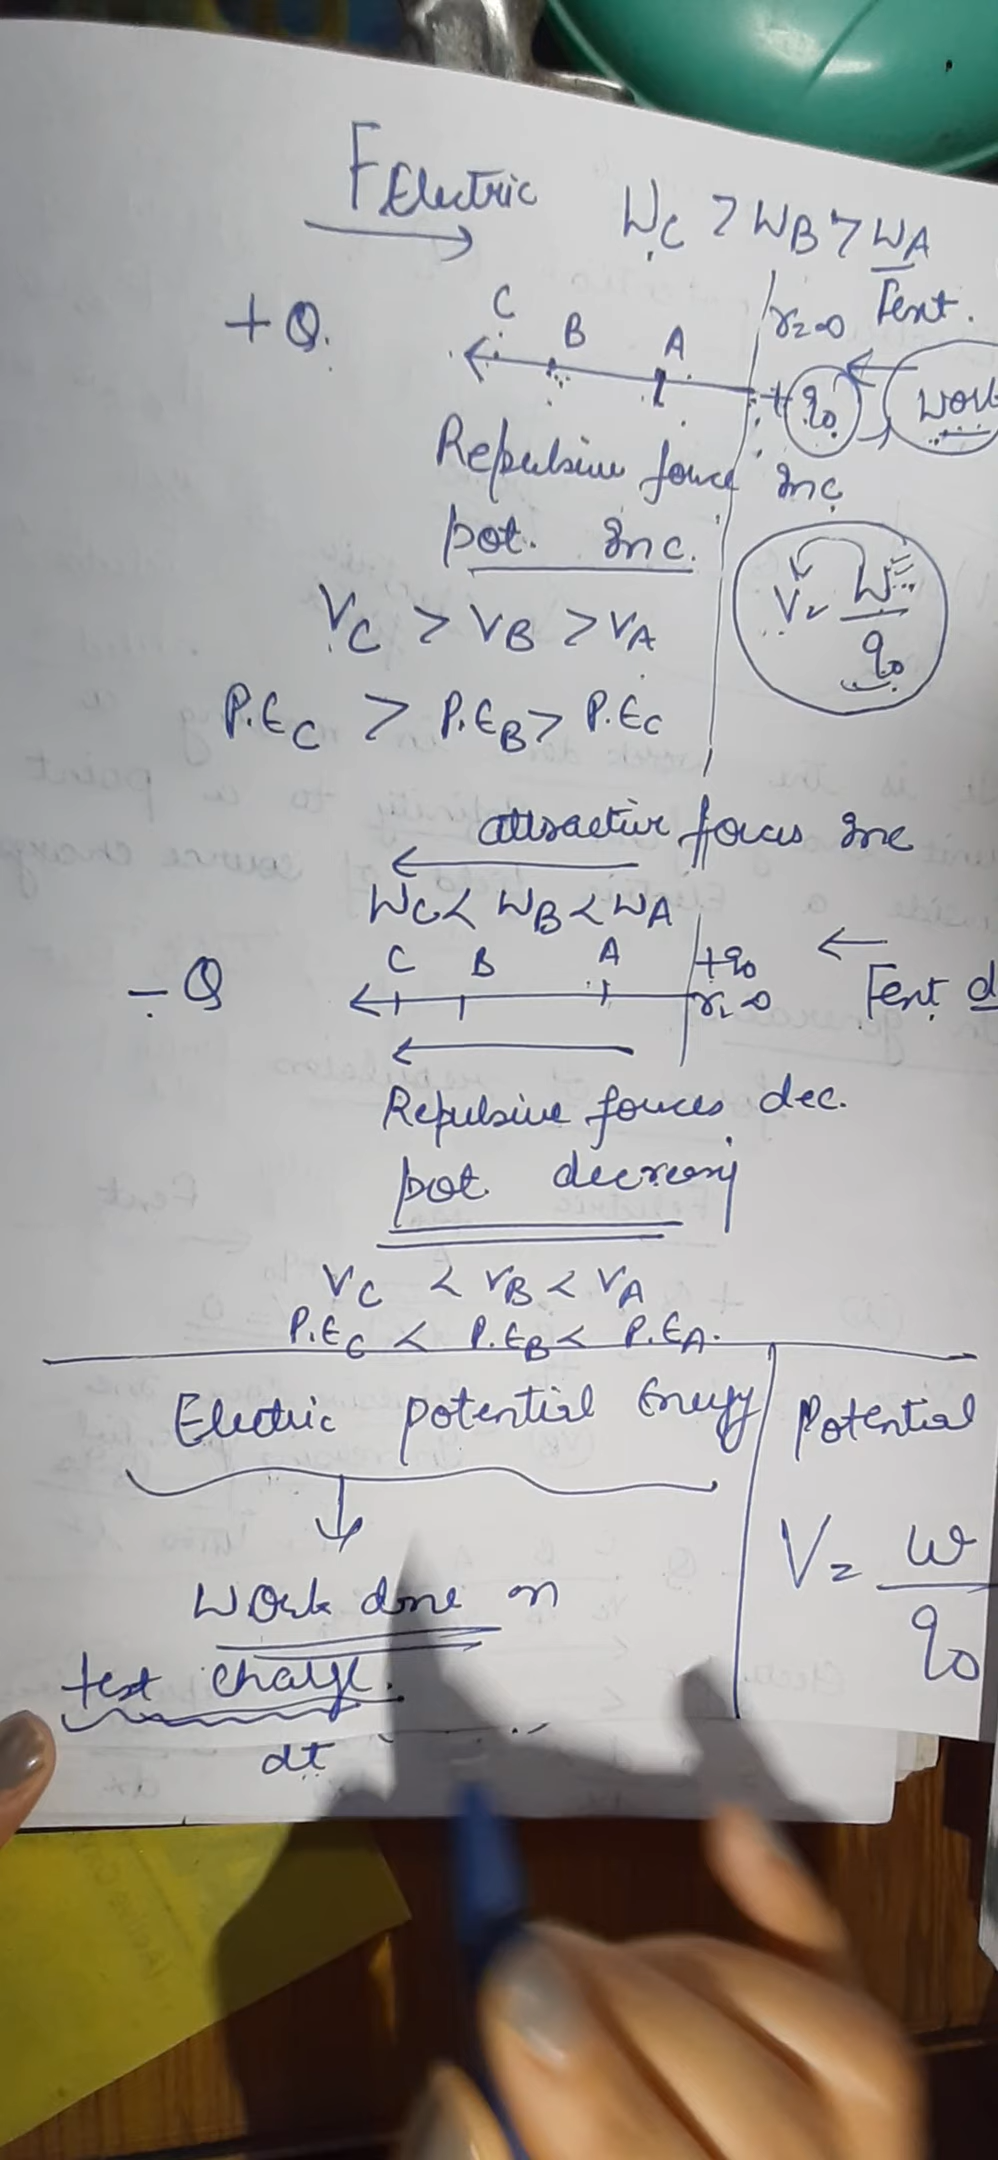 FElectric WC > WB > WA
+Q. C B A r=∞ Fext.
+ q0 work
Repulsive force inc
pot. Inc.
V = W/q0
VC > VB > VA
P.EC > P.EB > P.EC
attractive forces Inc
WC < WB < WA
- Q C B A +q0 r=∞ Fext d
Repulsive forces dec.
pot. decreasing
VC < VB < VA
P.EC < P.EB < P.EA.
Electric potential Energy
Potential
V = w/q0
Work done on
test charge.
dt